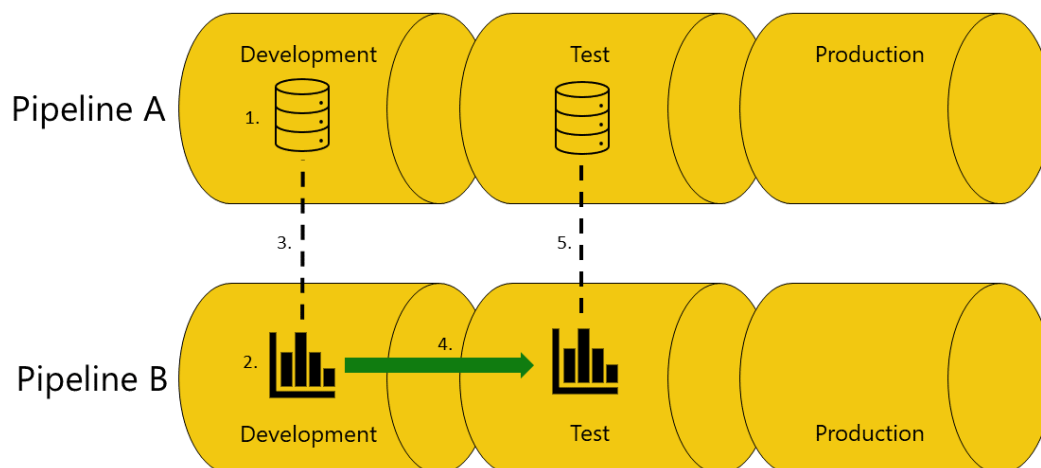 Development
Test
Production
Pipeline A
1.
3.
5.
4.
2.
Pipeline B
Development
Test
Production